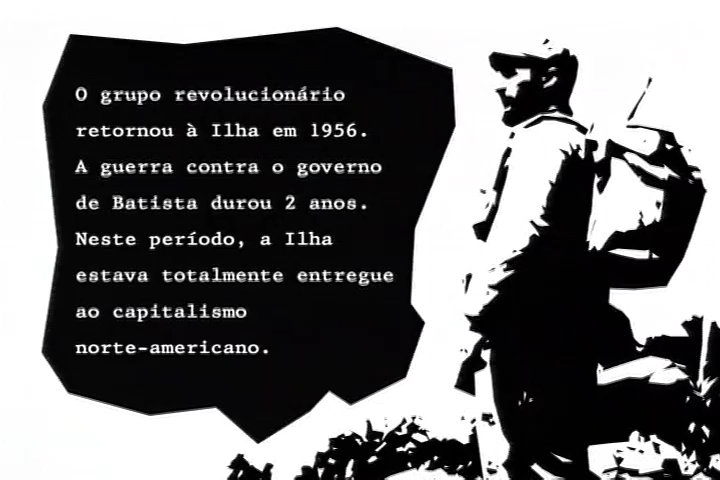 O grupo revolucionário
retornou à Ilha em 1956.
A guerra contra o governo
de Batista durou 2 anos.
Neste período, a Ilha
estava totalmente entregue
ao capitalismo
norte-americano.